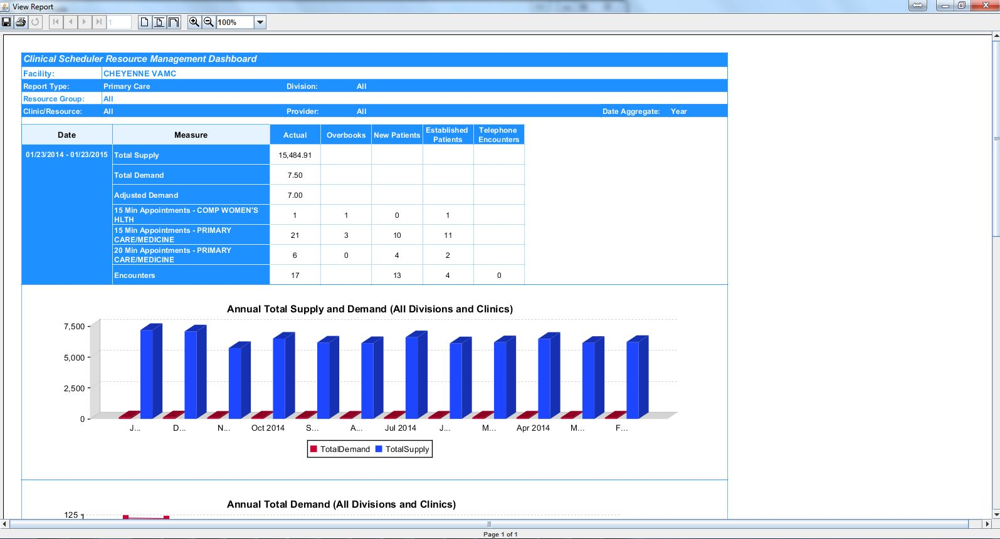 View Report
1
100%
Clinical Scheduler Resource Management Dashboard
Facility: CHEYENNE VAMC
Report Type: Primary Care Division: All
Resource Group: All
Clinic/Resource: All Provider: All Date Aggregate: Year
Date Measure Actual Overbooks New Patients Established Patients Telephone Encounters
01/23/2014 - 01/23/2015 Total Supply 15,484.91
Total Demand 7.50
Adjusted Demand 7.00
15 Min Appointments - COMP WOMEN'S HLTH 1 1 0 1
15 Min Appointments - PRIMARY CARE/MEDICINE 21 3 10 11
20 Min Appointments - PRIMARY CARE/MEDICINE 6 0 4 2
Encounters 17 13 4 0
Annual Total Supply and Demand (All Divisions and Clinics)
7,500
5,000
2,500
0
J... D... N... Oct 2014 S... A... Jul 2014 J... M... Apr 2014 M... F...
TotalDemand TotalSupply
Annual Total Demand (All Divisions and Clinics)
125
Page 1 of 1